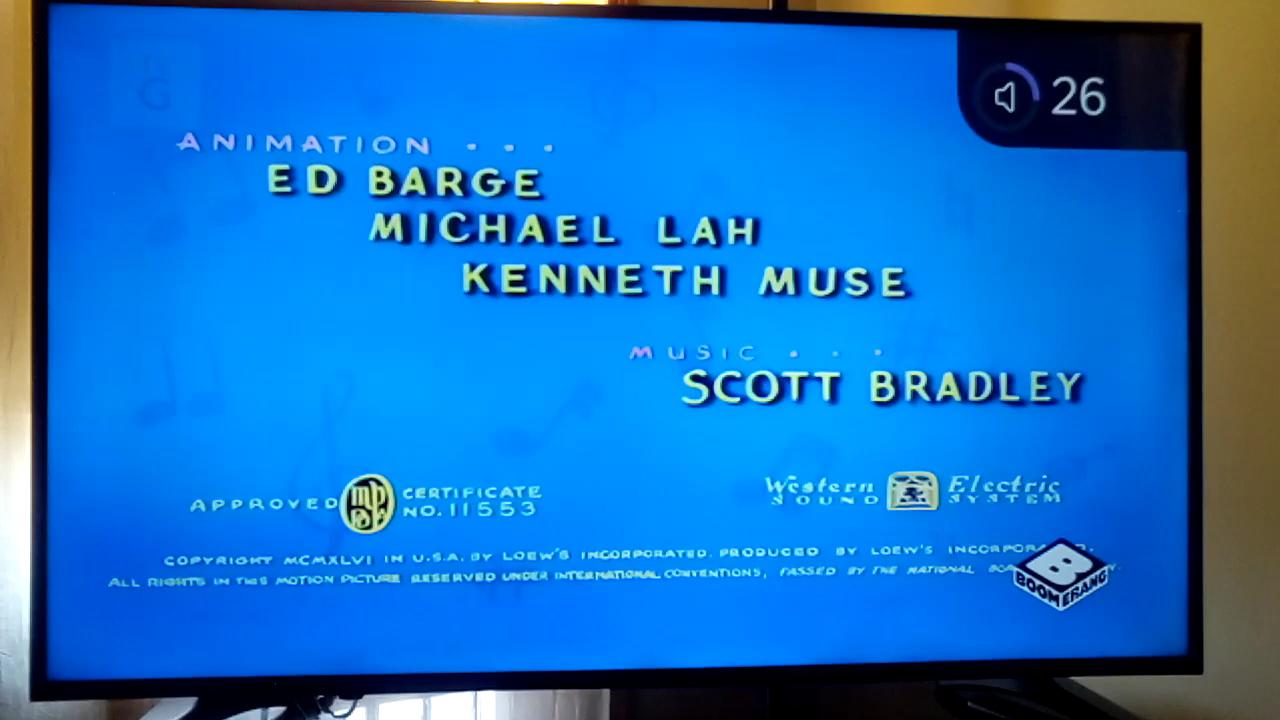 TV
G
26
ANIMATION . . .
ED BARGE
MICHAEL LAH
KENNETH MUSE
MUSIC . . .
SCOTT BRADLEY
APPROVED MPPDA CERTIFICATE NO. 11553
Western Electric
SOUND SYSTEM
COPYRIGHT MCMXLVI IN U.S.A. BY LOEW'S INCORPORATED. PRODUCED BY LOEW'S
ALL RIGHTS IN THIS MOTION PICTURE RESERVED UNDER INTERNATIONAL CONVENTIONS, PASSED BY THE NATIONAL
B
BOOMERANG